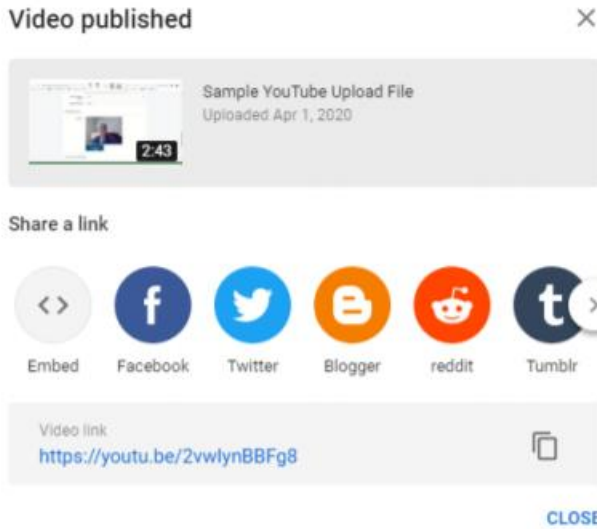 Video published
2:43
Sample YouTube Upload File
Uploaded Apr 1, 2020
Share a link
Embed
Facebook
Twitter
Blogger
reddit
Tumblr
Video link
https://youtu.be/2vwlynBBFg8
CLOSE